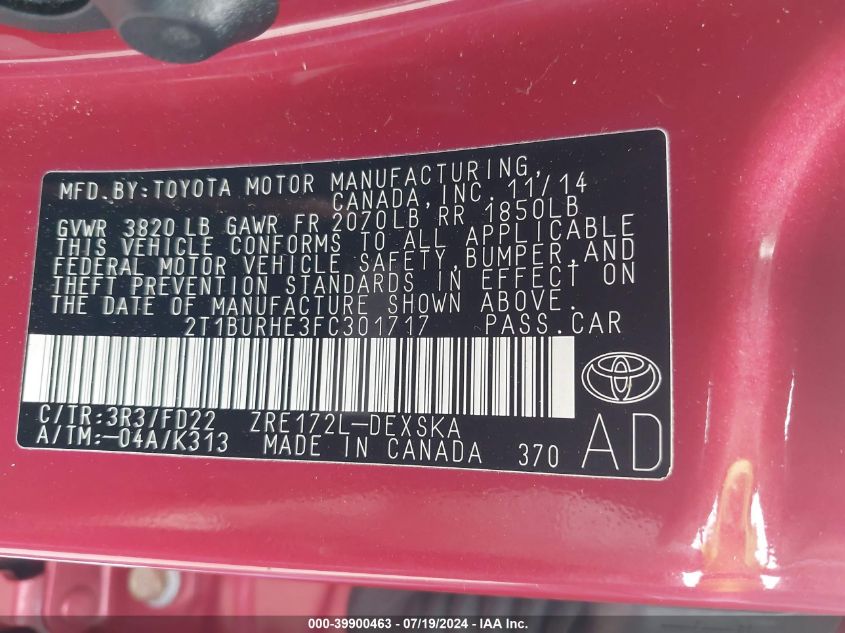 MFD.BY:TOYOTA MOTOR MANUFACTURING,
CANADA,INC. 11/14
GVWR 3820 LB GAWR FR 2070LB RR 1850LB
THIS VEHICLE CONFORMS TO ALL APPLICABLE
FEDERAL MOTOR VEHICLE SAFETY,BUMPER,AND
THEFT PREVENTION STANDARDS IN EFFECT ON
THE DATE OF MANUFACTURE SHOWN ABOVE.
2T1BURHE3FC301717 PASS.CAR
C/TR:3R3/FD22 ZRE172L-DEXSKA
A/TM:-04A/K313 MADE IN CANADA 370
AD
000-39900463 / 07/19/2024 - IAA Inc.